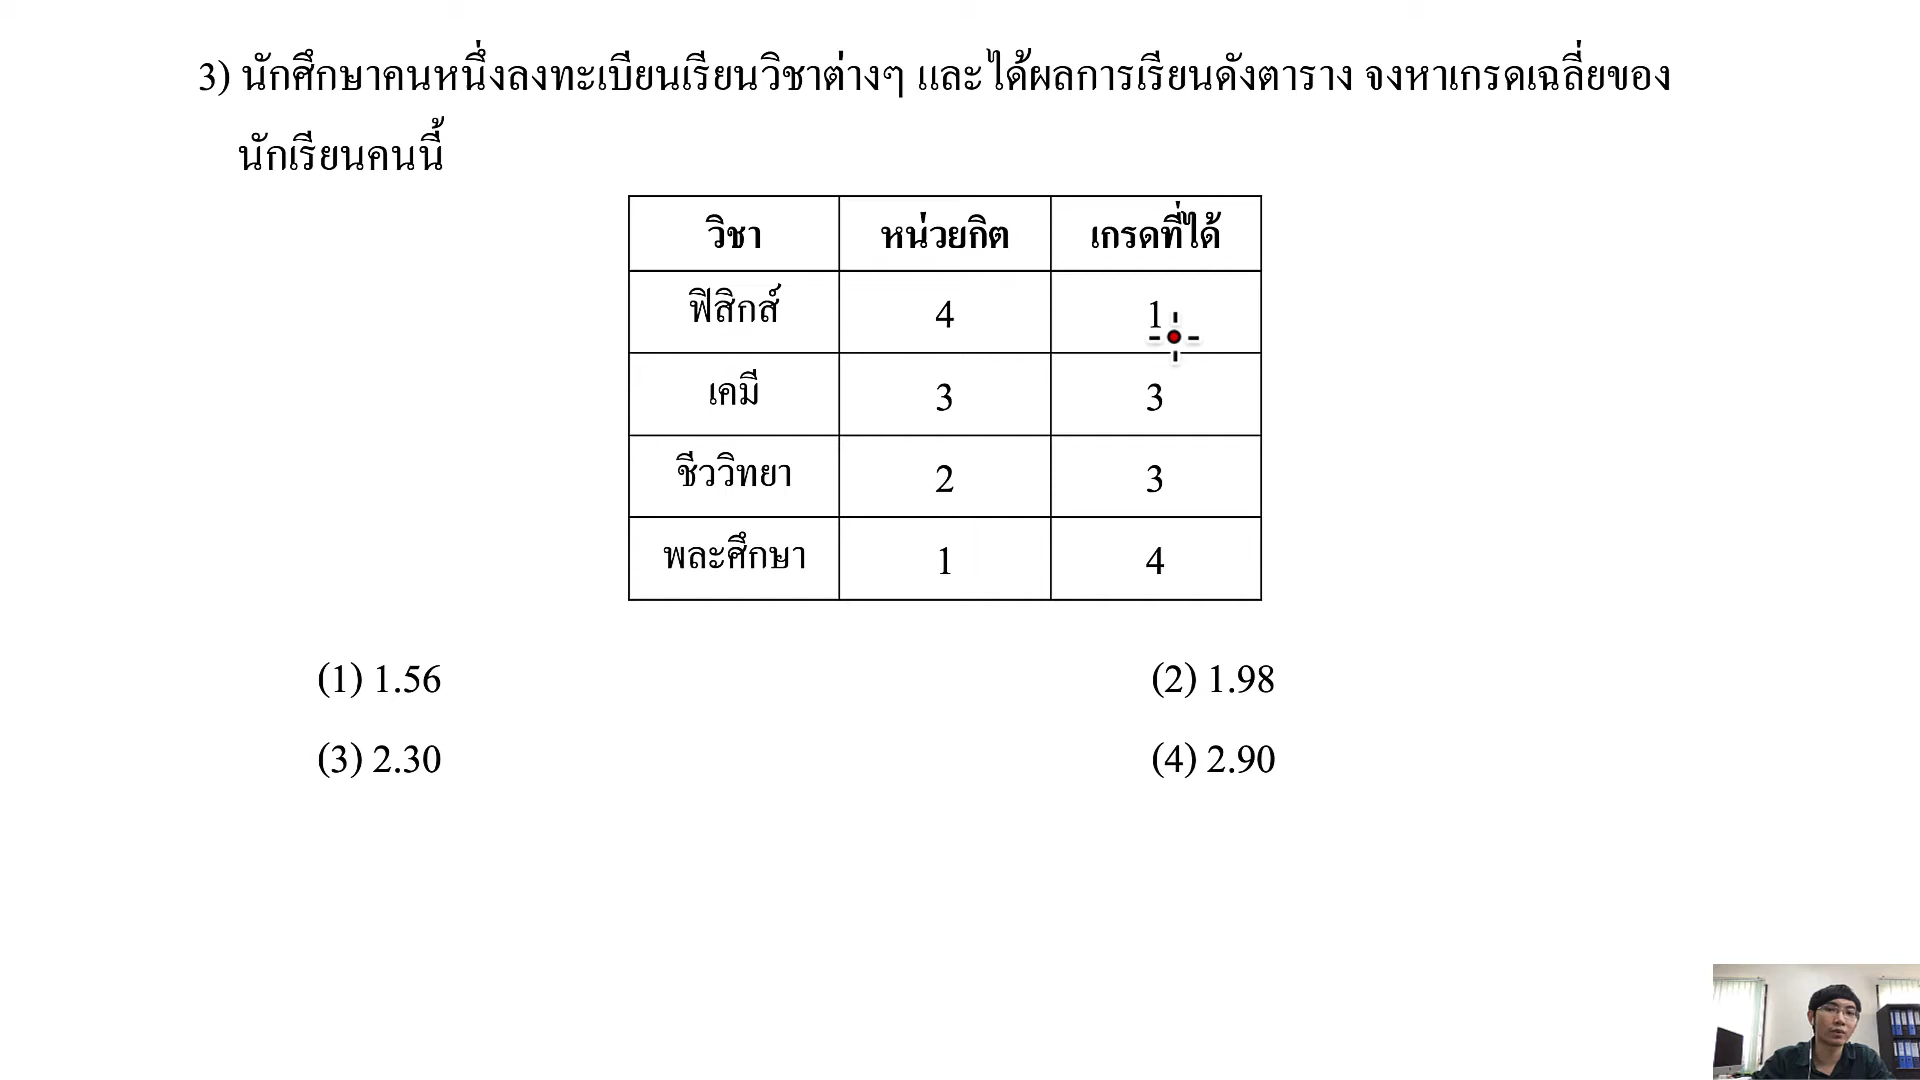 3) นักศึกษาคนหนึ่งลงทะเบียนเรียนวิชาต่างๆ และได้ผลการเรียนดังตาราง จงหาเกรดเฉลี่ยของ
นักเรียนคนนี้
วิชา หน่วยกิต เกรดที่ได้
ฟิสิกส์ 4 1
เคมี 3 3
ชีววิทยา 2 3
พละศึกษา 1 4
(1) 1.56 (2) 1.98
(3) 2.30 (4) 2.90